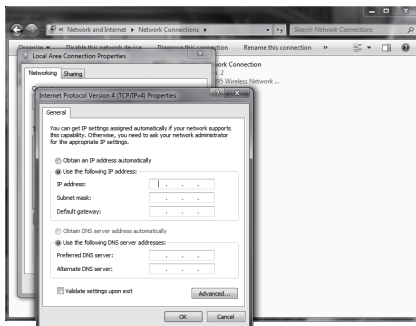 « Network and Internet ▸ Network Connections ▸
Search Network Connections
Organize ▾ Disable this network device Diagnose this connection Rename this connection »
Local Area Connection Properties
Networking Sharing
Internet Protocol Version 4 (TCP/IPv4) Properties
General
You can get IP settings assigned automatically if your network supports
this capability. Otherwise, you need to ask your network administrator
for the appropriate IP settings.
Obtain an IP address automatically
Use the following IP address:
IP address:
Subnet mask:
Default gateway:
Obtain DNS server address automatically
Use the following DNS server addresses:
Preferred DNS server:
Alternate DNS server:
Validate settings upon exit
Advanced...
OK Cancel
work Connection
2
95 Wireless Network ...